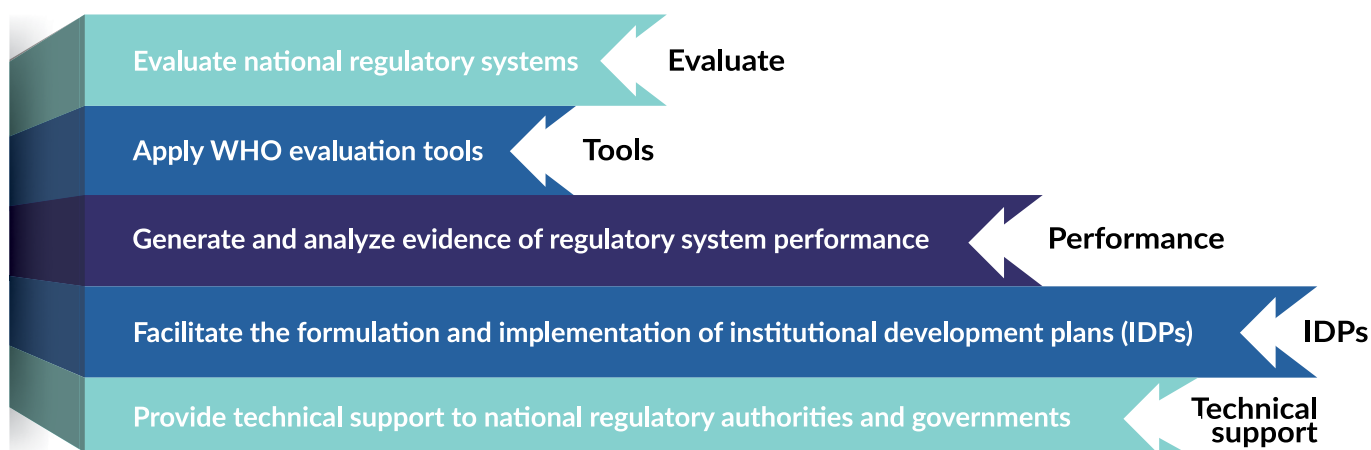 Evaluate national regulatory systems
Evaluate
Apply WHO evaluation tools
Tools
Generate and analyze evidence of regulatory system performance
Performance
Facilitate the formulation and implementation of institutional development plans (IDPs)
IDPs
Provide technical support to national regulatory authorities and governments
Technical
support